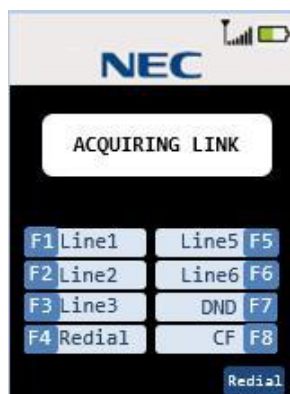 NEC
ACQUIRING LINK
F1 Line1 Line5 F5
F2 Line2 Line6 F6
F3 Line3 DND F7
F4 Redial CF F8
Redial